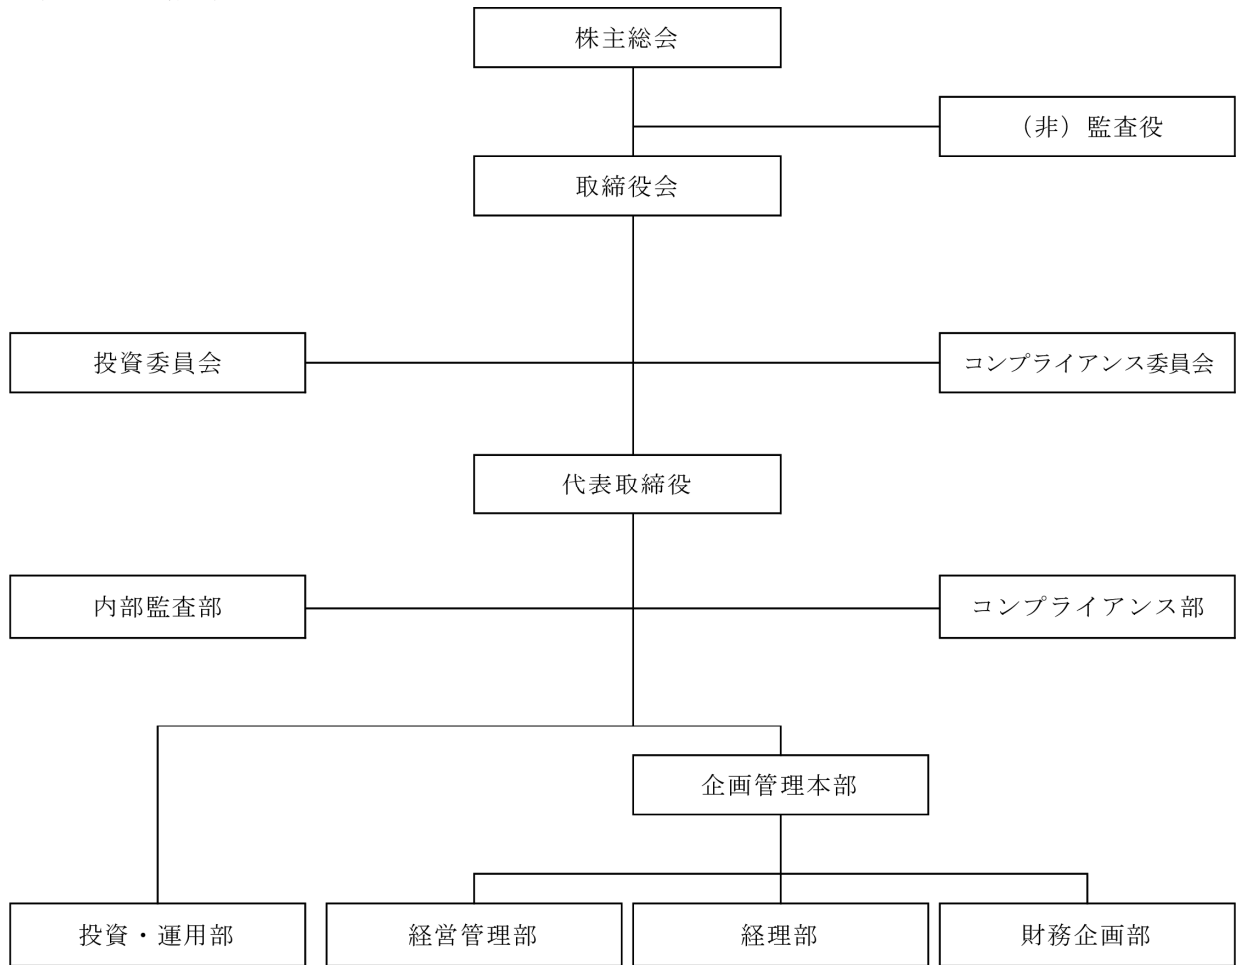 株主総会
（非）監査役
取締役会
投資委員会
コンプライアンス委員会
代表取締役
内部監査部
コンプライアンス部
企画管理本部
投資・運用部
経営管理部
経理部
財務企画部